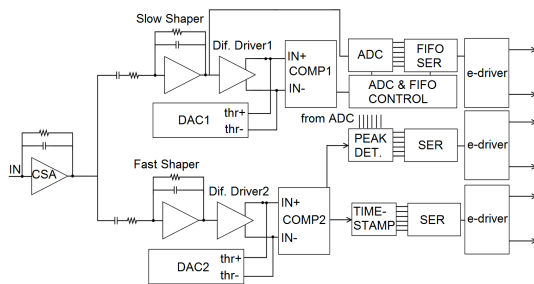 Slow Shaper
Dif. Driver1
IN+
COMP1
IN-
ADC
FIFO
SER
e-driver
ADC & FIFO
CONTROL
DAC1
thr+
thr-
from ADC
PEAK
DET.
SER
e-driver
IN
CSA
Fast Shaper
Dif. Driver2
IN+
COMP2
IN-
TIME-
STAMP
SER
e-driver
DAC2
thr+
thr-